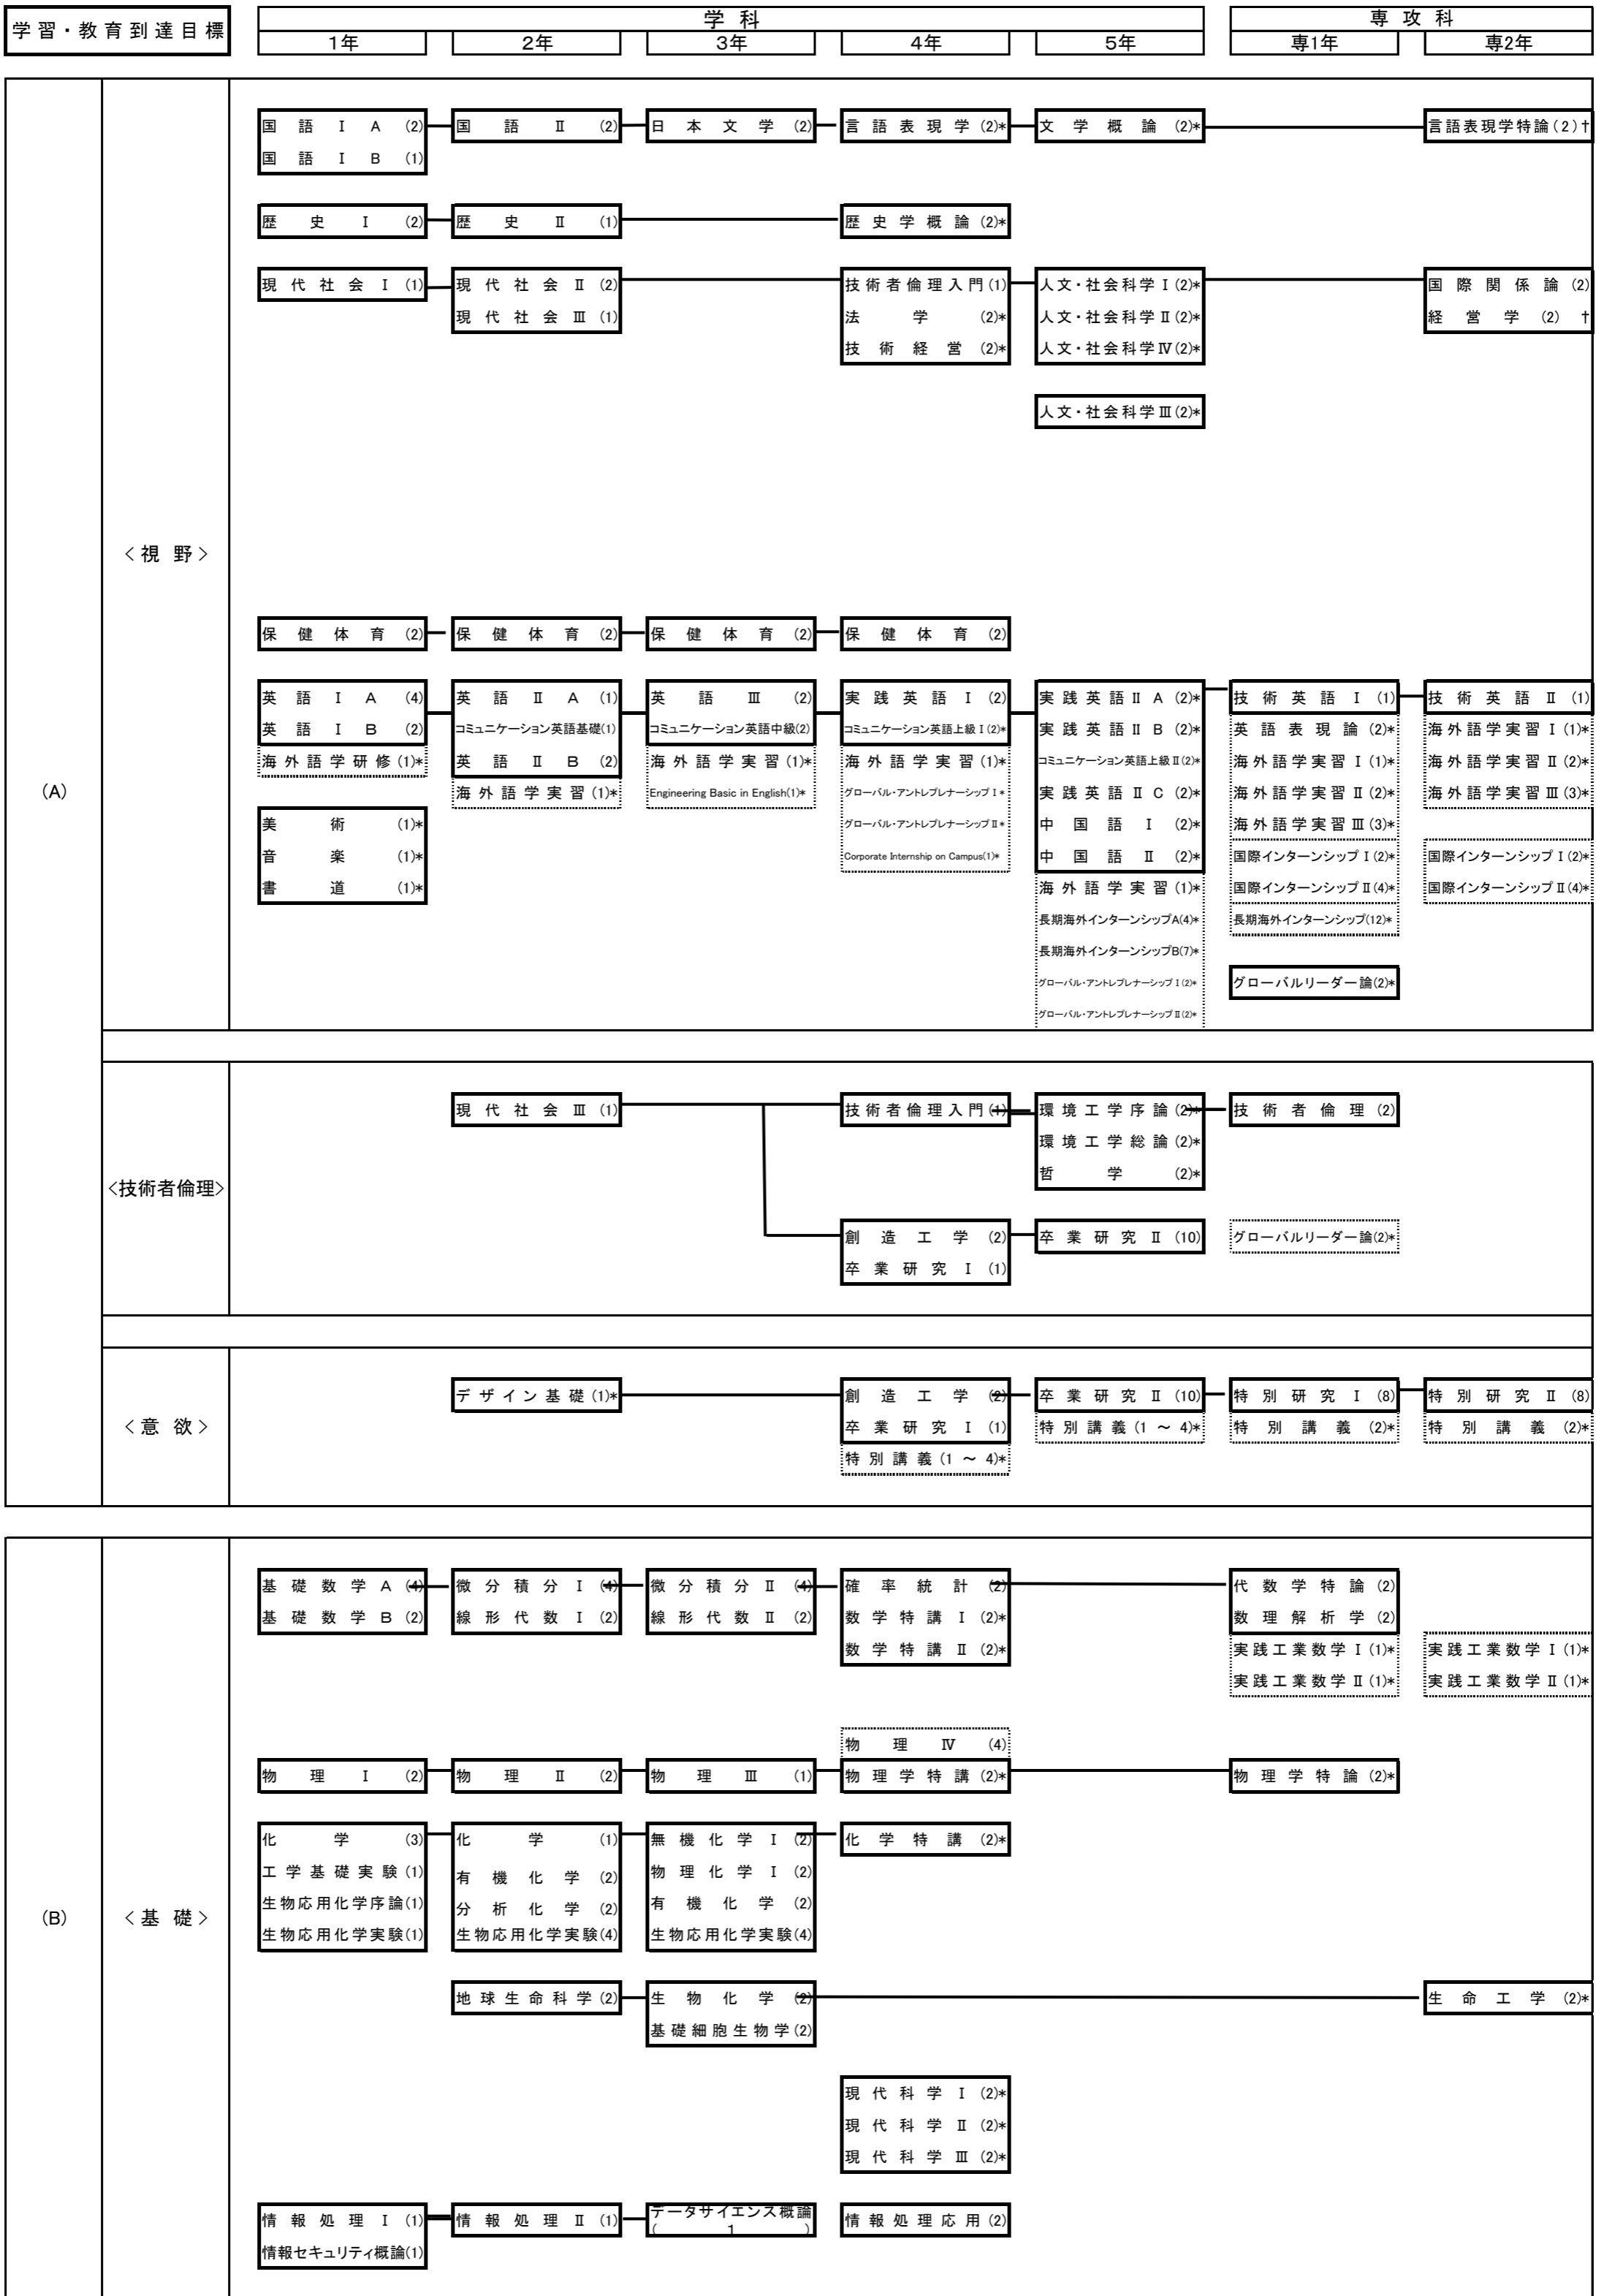 学習・教育到達目標 学科 専攻科
1年 2年 3年 4年 5年 専1年 専2年
国語ⅠA(2) 国語Ⅱ(2) 日本文学(2) 言語表現学(2)* 文学概論(2)* 言語表現学特論(2)†
国語ⅠB(1)
歴史Ⅰ(2) 歴史Ⅱ(1) 歴史学概論(2)*
現代社会Ⅰ(1) 現代社会Ⅱ(2) 技術者倫理入門(1) 人文・社会科学Ⅰ(2)* 国際関係論(2)
現代社会Ⅲ(1) 法学(2)* 人文・社会科学Ⅱ(2)* 経営学(2)†
技術経営(2)* 人文・社会科学Ⅳ(2)*
人文・社会科学Ⅲ(2)*
<視野>
保健体育(2) 保健体育(2) 保健体育(2) 保健体育(2)
英語ⅠA(4) 英語ⅡA(1) 英語Ⅲ(2) 実践英語Ⅰ(2) 実践英語ⅡA(2)* 技術英語Ⅰ(1) 技術英語Ⅱ(1)
英語ⅠB(2) コミュニケーション英語基礎(1) コミュニケーション英語中級(2) コミュニケーション英語上級Ⅰ(2)* 実践英語ⅡB(2)* 英語表現論(2)* 海外語学実習Ⅰ(1)*
海外語学研修(1)* 英語ⅡB(2) 海外語学実習(1)* 海外語学実習(1)* コミュニケーション英語上級Ⅱ(2)* 海外語学実習Ⅰ(1)* 海外語学実習Ⅱ(2)*
(A) 海外語学実習(1)* Engineering Basic in English(1)* グローバル・アントレプレナーシップⅠ* 実践英語ⅡC(2)* 海外語学実習Ⅱ(2)* 海外語学実習Ⅲ(3)*
美術(1)* グローバル・アントレプレナーシップⅡ* 中国語Ⅰ(2)* 海外語学実習Ⅲ(3)*
音楽(1)* Corporate Internship on Campus(1)* 中国語Ⅱ(2)* 国際インターンシップⅠ(2)* 国際インターンシップⅠ(2)*
書道(1)* 海外語学実習(1)* 国際インターンシップⅡ(4)* 国際インターンシップⅡ(4)*
長期海外インターンシップA(4)* 長期海外インターンシップ(12)*
長期海外インターンシップB(7)*
グローバル・アントレプレナーシップⅠ(2)* グローバルリーダー論(2)*
グローバル・アントレプレナーシップⅡ(2)*
現代社会Ⅲ(1) 技術者倫理入門(1) 環境工学序論(2)* 技術者倫理(2)
環境工学総論(2)*
<技術者倫理> 哲学(2)*
創造工学(2) 卒業研究Ⅱ(10) グローバルリーダー論(2)*
卒業研究Ⅰ(1)
デザイン基礎(1)* 創造工学(2) 卒業研究Ⅱ(10) 特別研究Ⅰ(8) 特別研究Ⅱ(8)
<意欲> 卒業研究Ⅰ(1) 特別講義(1～4)* 特別講義(2)* 特別講義(2)*
特別講義(1～4)*
基礎数学A(4) 微分積分Ⅰ(4) 微分積分Ⅱ(4) 確率統計(2) 代数学特論(2)
基礎数学B(2) 線形代数Ⅰ(2) 線形代数Ⅱ(2) 数学特講Ⅰ(2)* 数理解析学(2)
数学特講Ⅱ(2)* 実践工業数学Ⅰ(1)* 実践工業数学Ⅰ(1)*
実践工業数学Ⅱ(1)* 実践工業数学Ⅱ(1)*
物理Ⅳ(4)
物理Ⅰ(2) 物理Ⅱ(2) 物理Ⅲ(1) 物理学特講(2)* 物理学特論(2)*
化学(3) 化学(1) 無機化学Ⅰ(2) 化学特講(2)*
工学基礎実験(1) 有機化学(2) 物理化学Ⅰ(2)
(B) <基礎> 生物応用化学序論(1) 分析化学(2) 有機化学(2)
生物応用化学実験(1) 生物応用化学実験(4) 生物応用化学実験(4)
地球生命科学(2) 生物化学(2) 生命工学(2)*
基礎細胞生物学(2)
現代科学Ⅰ(2)*
現代科学Ⅱ(2)*
現代科学Ⅲ(2)*
情報処理Ⅰ(1) 情報処理Ⅱ(1) データサイエンス概論(1) 情報処理応用(2)
情報セキュリティ概論(1)